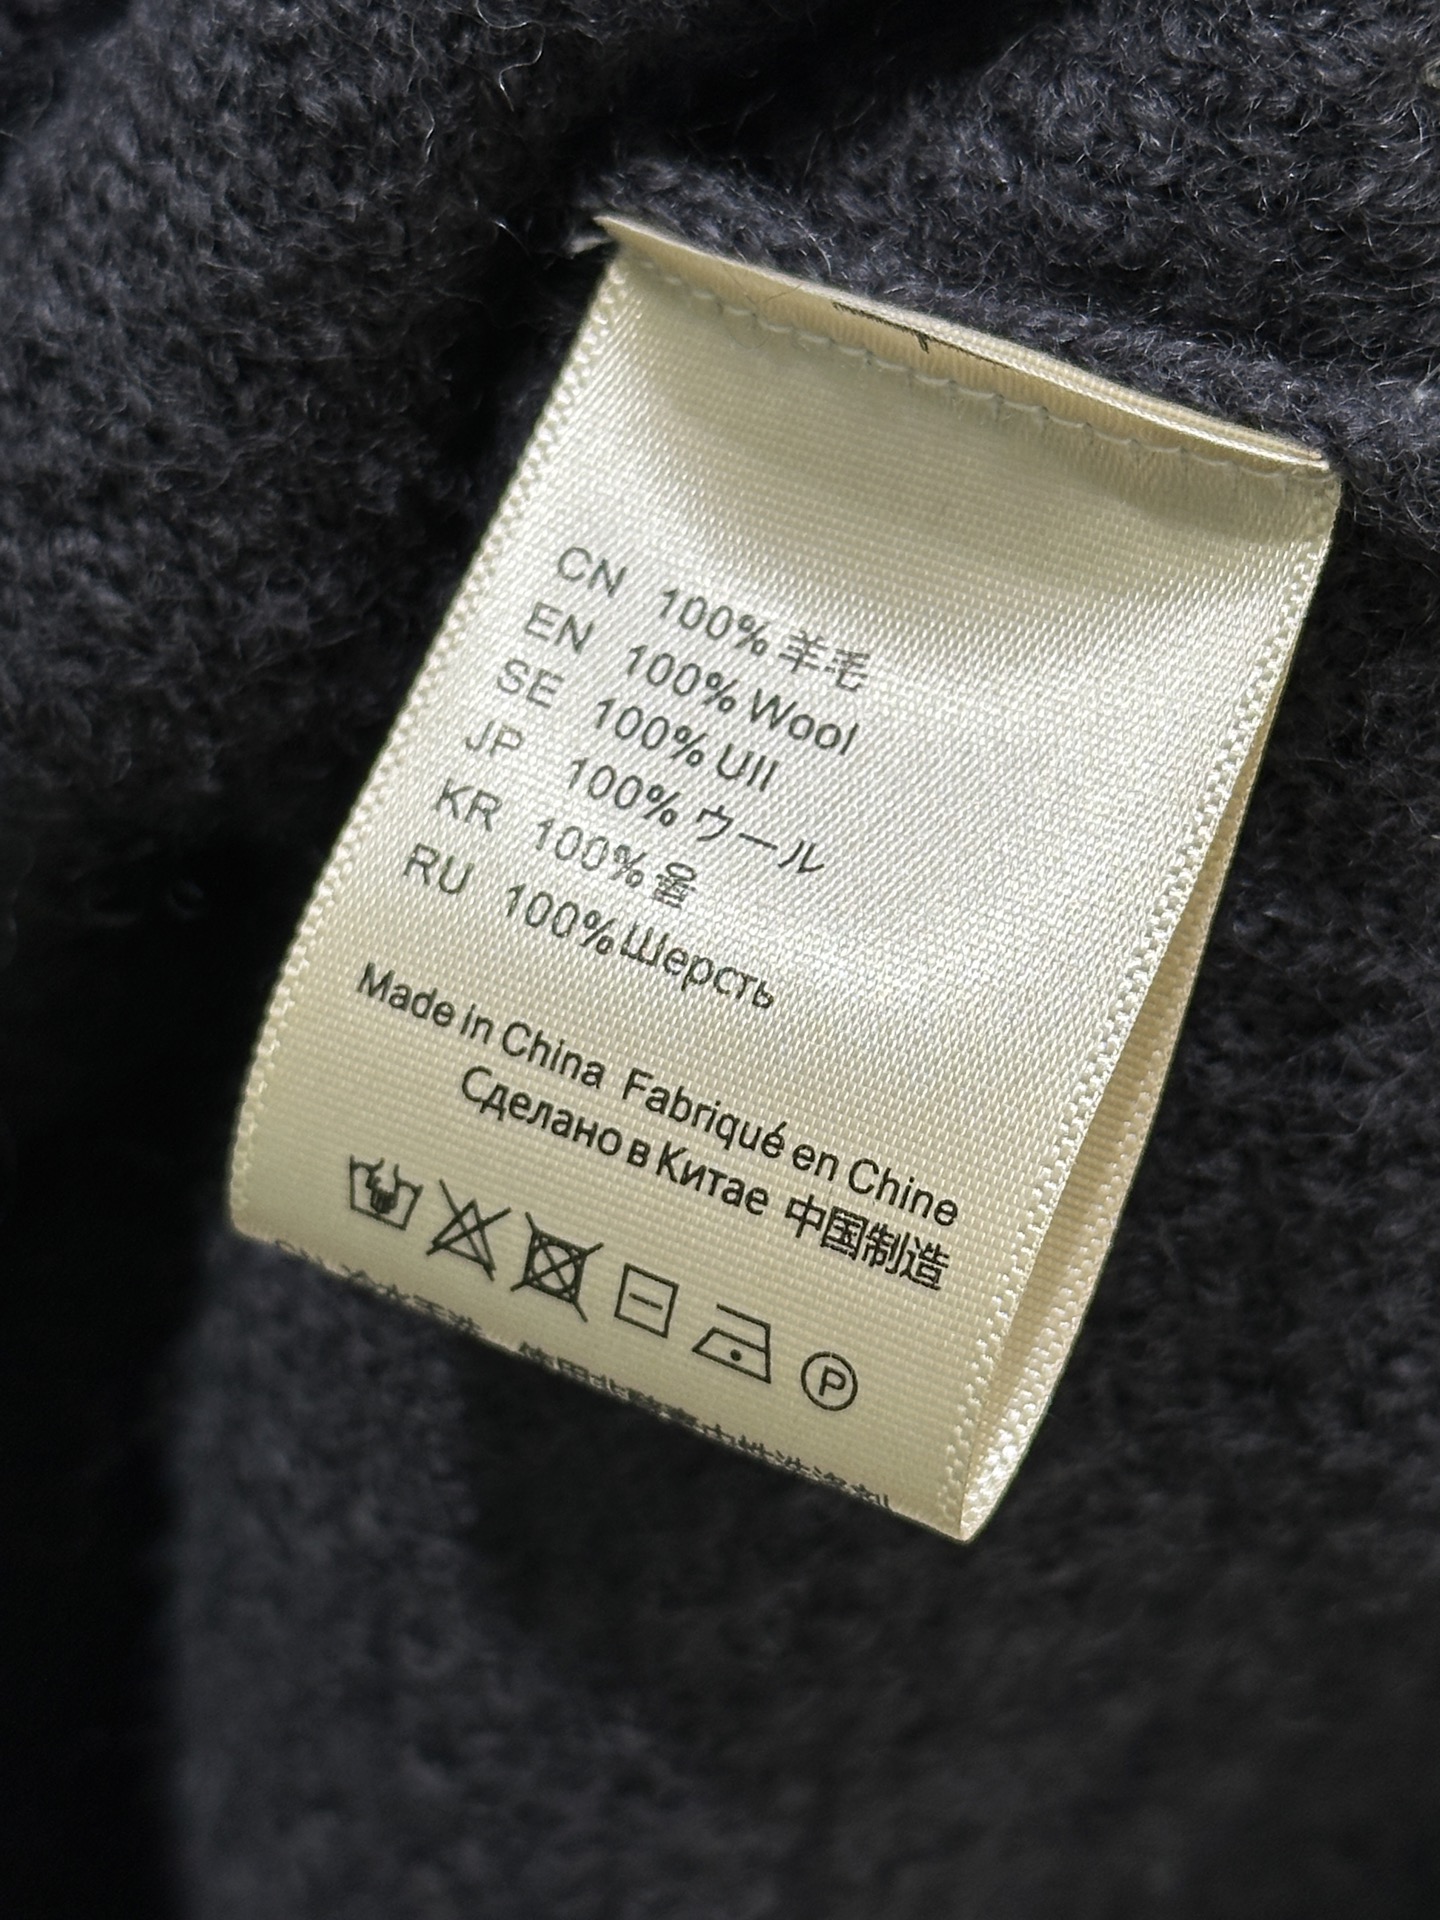 CN 100% 羊毛
EN 100% Wool
SE 100% Ull
JP 100% ウール
KR 100% 울
RU 100% Шерсть
Made in China Fabriqué en Chine
Сделано в Китае 中国制造
P